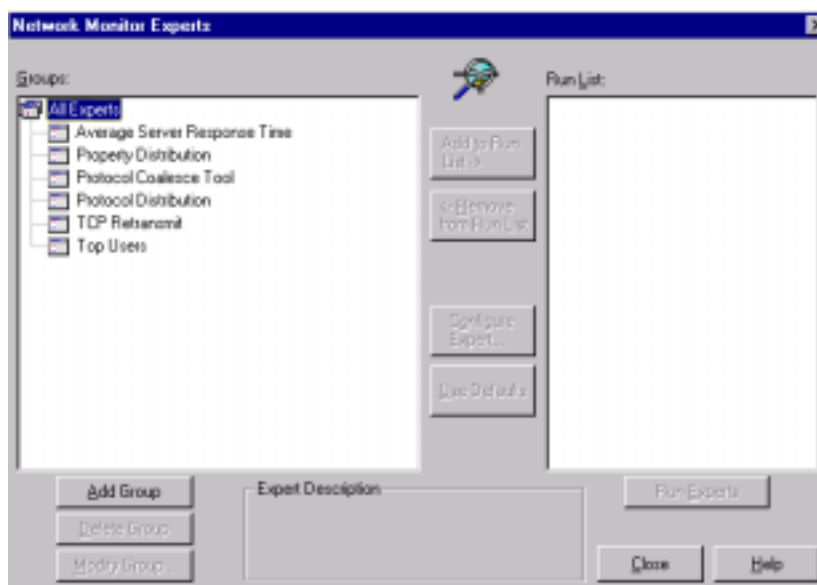 Network Monitor Experts
Groups:
Run List:
All Experts
Average Server Response Time
Property Distribution
Protocol Coalesce Tool
Protocol Distribution
TCP Retransmit
Top Users
Add to Run
List ->
<-Remove
from Run List
Configure
Expert...
Use Defaults
Add Group
Delete Group
Modify Group...
Expert Description
Run Experts
Close
Help